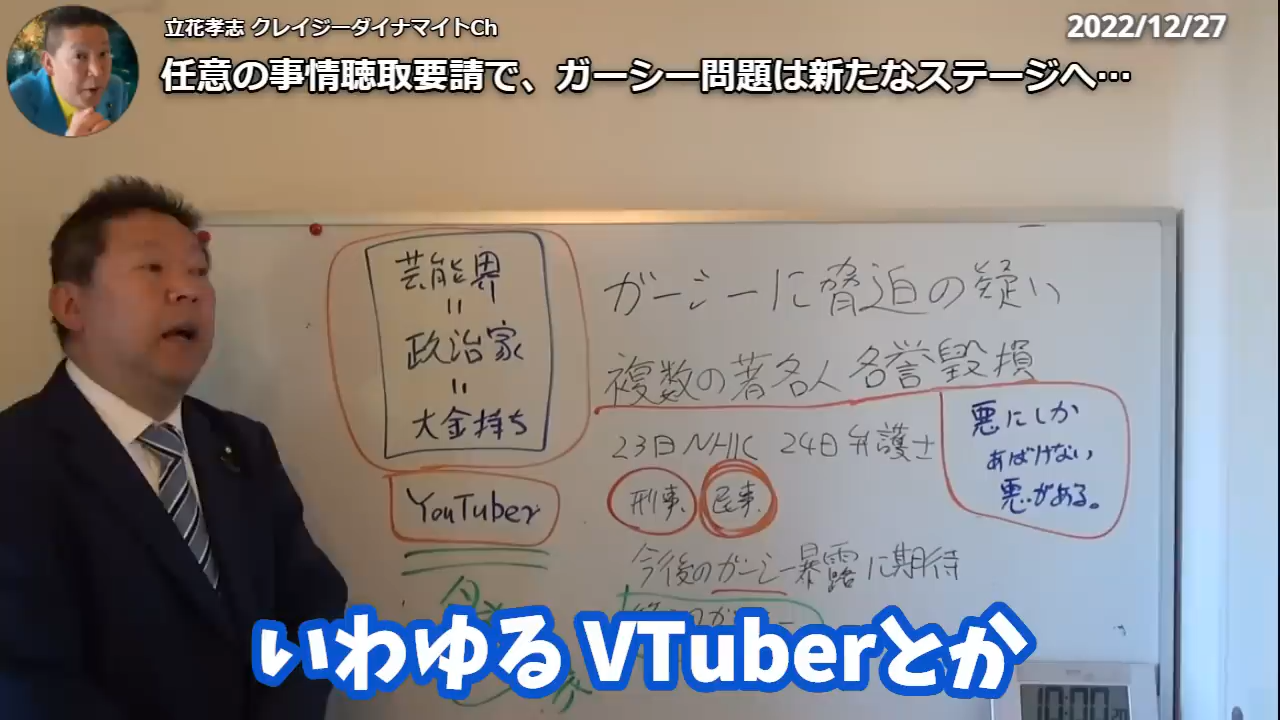 立花孝志 クレイジーダイナマイトCh
2022/12/27
任意の事情聴取要請で、ガーシー問題は新たなステージへ…
芸能界
=
政治家
=
大金持ち
YouTuber
ガーシーに脅迫の疑い
複数の著名人名誉毀損
23日NHK 24日弁護士
刑事 民事
悪にしか
あばけない
悪がある。
今後のガーシー暴露に期待
いわゆる VTuberとか
10:00